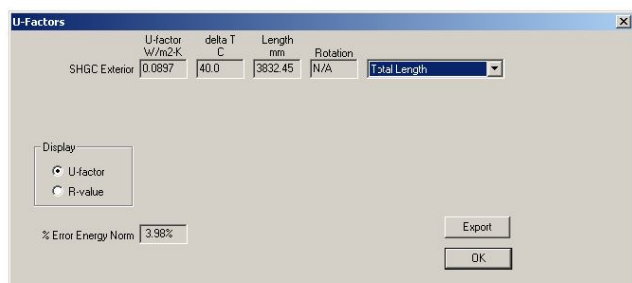 U-Factors
U-factor delta T Length
W/m2-K C mm Rotation
SHGC Exterior 0.0897 40.0 3832.45 N/A Total Length
Display
U-factor
R-value
% Error Energy Norm 3.98%
Export
OK